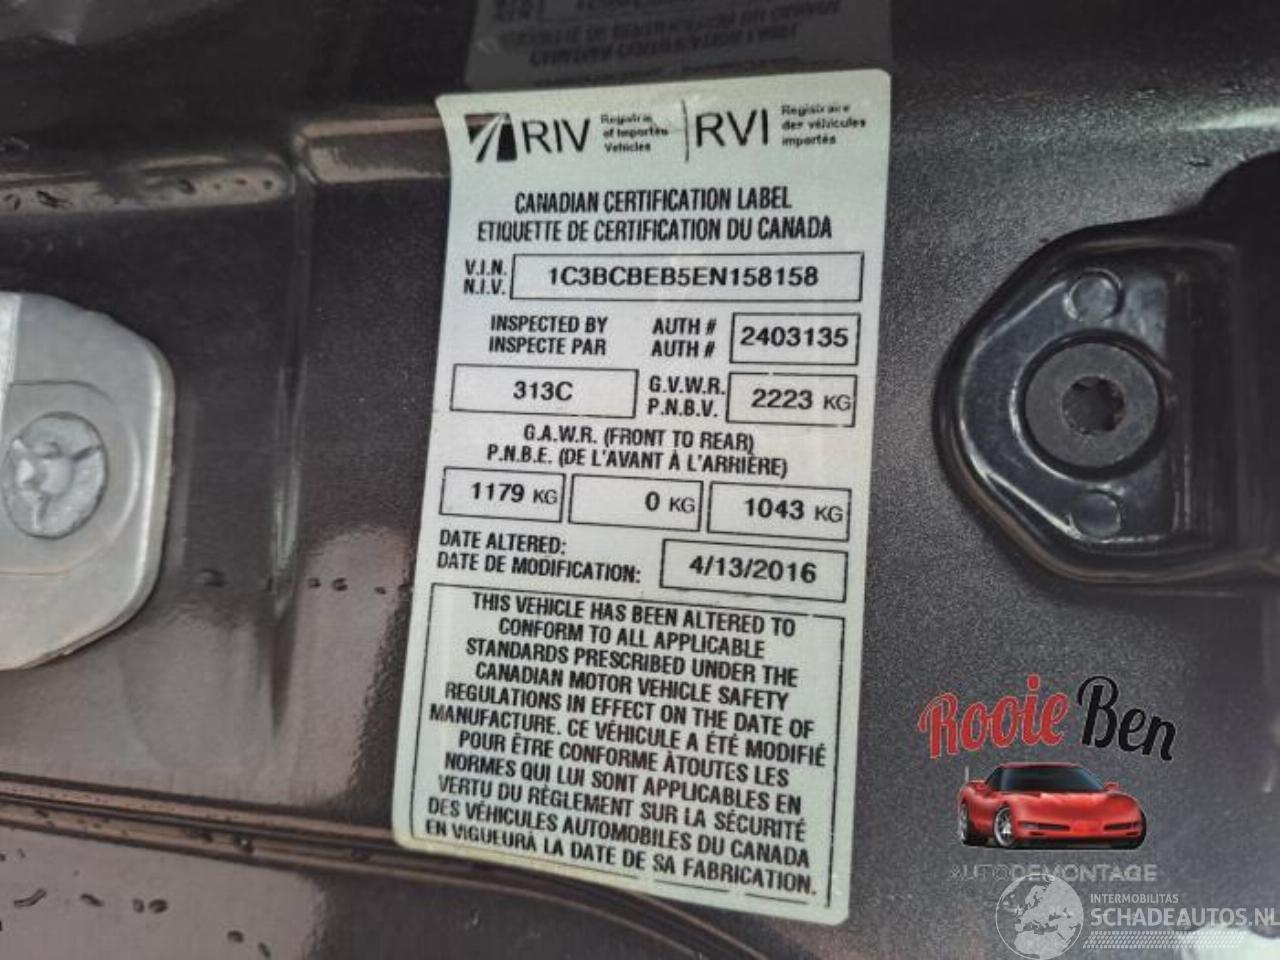 RIV Registrar of Imported Vehicles RVI Registraire des véhicules importés
CANADIAN CERTIFICATION LABEL
ETIQUETTE DE CERTIFICATION DU CANADA
V.I.N.
N.I.V.
1C3BCBEB5EN158158
INSPECTED BY
INSPECTE PAR
AUTH #
AUTH #
2403135
313C
G.V.W.R.
P.N.B.V.
2223 KG
G.A.W.R. (FRONT TO REAR)
P.N.B.E. (DE L'AVANT À L'ARRIÈRE)
1179 KG 0 KG 1043 KG
DATE ALTERED:
DATE DE MODIFICATION:
4/13/2016
THIS VEHICLE HAS BEEN ALTERED TO
CONFORM TO ALL APPLICABLE
STANDARDS PRESCRIBED UNDER THE
CANADIAN MOTOR VEHICLE SAFETY
REGULATIONS IN EFFECT ON THE DATE OF
MANUFACTURE. CE VÉHICULE A ÉTÉ MODIFIÉ
POUR ÊTRE CONFORME ÀTOUTES LES
NORMES QUI LUI SONT APPLICABLES EN
VERTU DU RÉGLEMENT SUR LA SÉCURITÉ
DES VÉHICULES AUTOMOBILES DU CANADA
EN VIGUEURÀ LA DATE DE SA FABRICATION.
Rooie Ben
AUTODEMONTAGE
INTERMOBILITAS
SCHADEAUTOS.NL